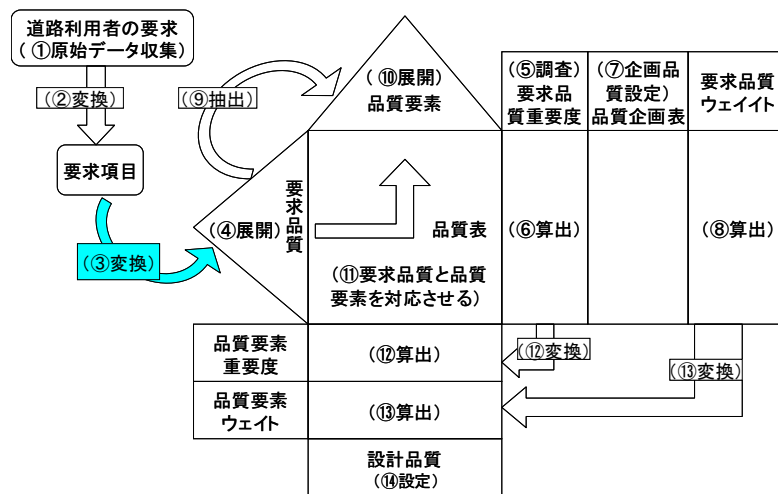 道路利用者の要求
（①原始データ収集）
（②変換）
要求項目
（③変換）
（⑨抽出）
（⑩展開）
品質要素
（④展開）
要求品質
品質表
（⑪要求品質と品質
要素を対応させる）
（⑤調査）
要求品
質重要度
（⑦企画品
質設定）
品質企画表
要求品質
ウェイイト
（⑥算出）
（⑧算出）
品質要素
重要度
（⑫算出）
（⑫変換）
（⑬変換）
品質要素
ウェイト
（⑬算出）
設計品質
（⑭設定）